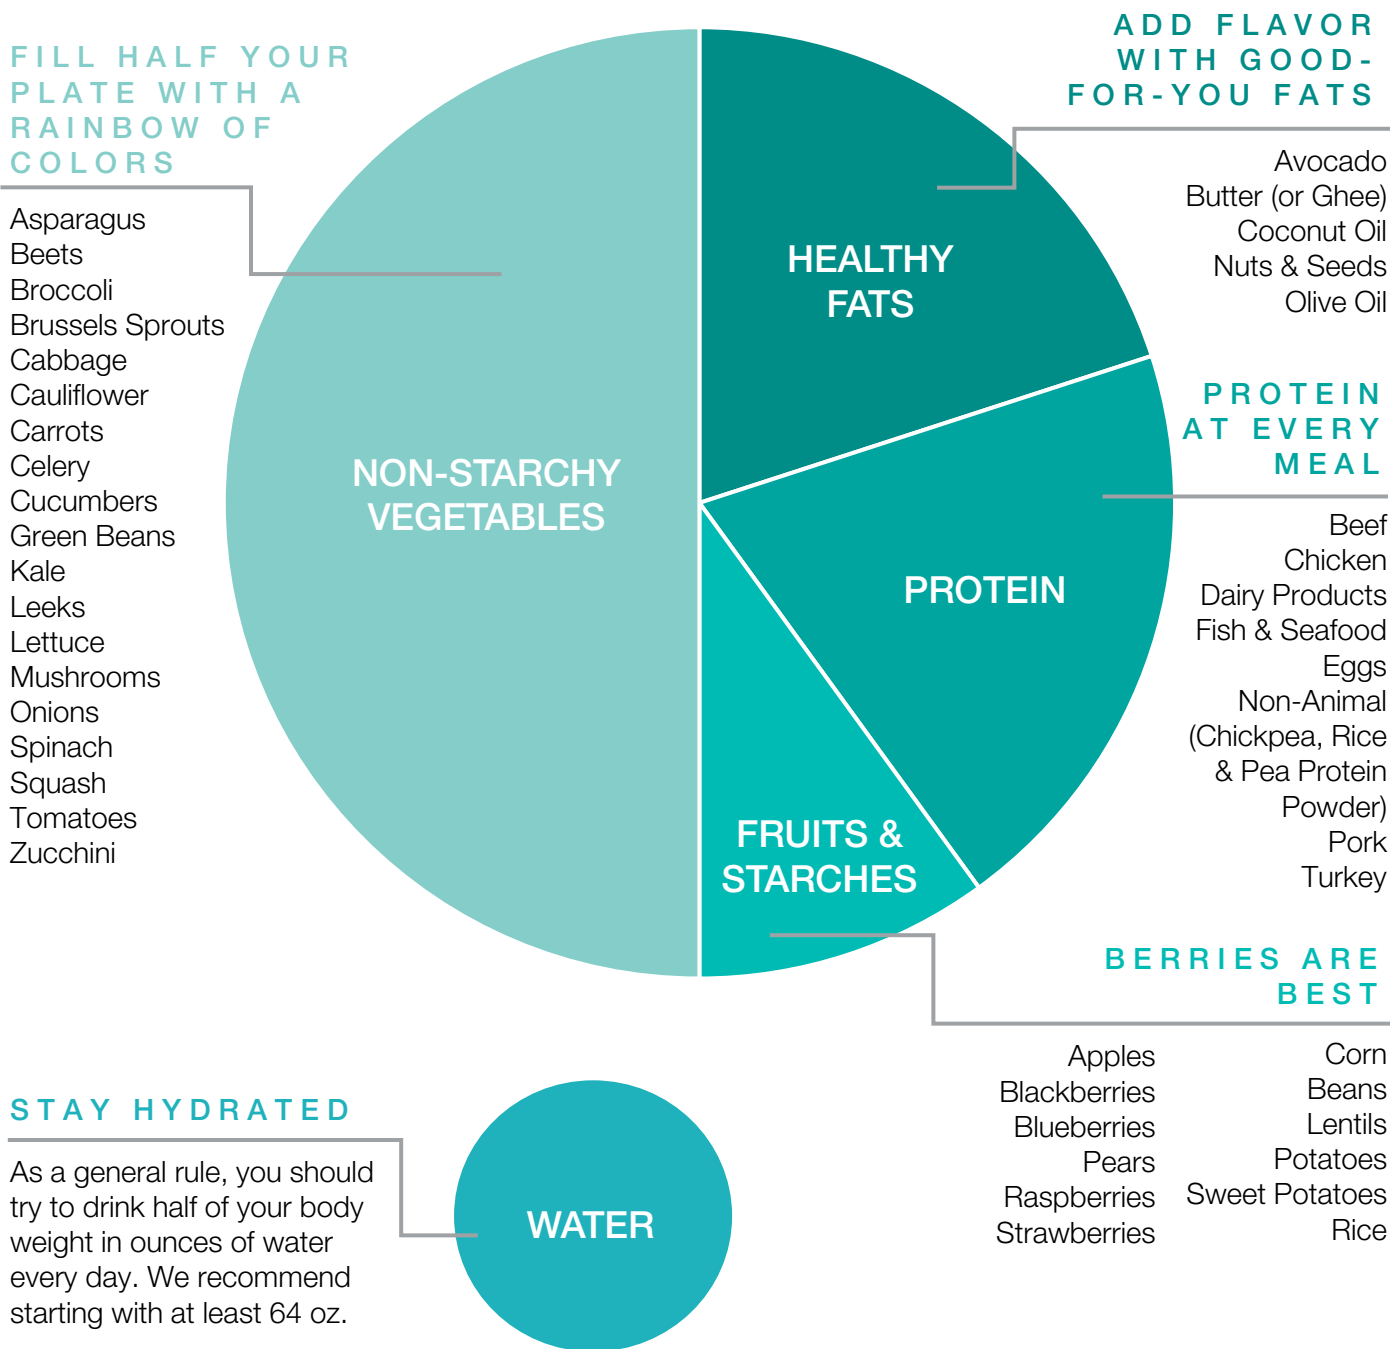 FILL HALF YOUR
PLATE WITH A
RAINBOW OF
COLORS
Asparagus
Beets
Broccoli
Brussels Sprouts
Cabbage
Cauliflower
Carrots
Celery
Cucumbers
Green Beans
Kale
Leeks
Lettuce
Mushrooms
Onions
Spinach
Squash
Tomatoes
Zucchini
NON-STARCHY
VEGETABLES
HEALTHY
FATS
PROTEIN
FRUITS &
STARCHES
ADD FLAVOR
WITH GOOD-
FOR-YOU FATS
Avocado
Butter (or Ghee)
Coconut Oil
Nuts & Seeds
Olive Oil
PROTEIN
AT EVERY
MEAL
Beef
Chicken
Dairy Products
Fish & Seafood
Eggs
Non-Animal
(Chickpea, Rice
& Pea Protein
Powder)
Pork
Turkey
BERRIES ARE
BEST
Apples
Blackberries
Blueberries
Pears
Raspberries
Strawberries
Corn
Beans
Lentils
Potatoes
Sweet Potatoes
Rice
STAY HYDRATED
As a general rule, you should
try to drink half of your body
weight in ounces of water
every day. We recommend
starting with at least 64 oz.
WATER